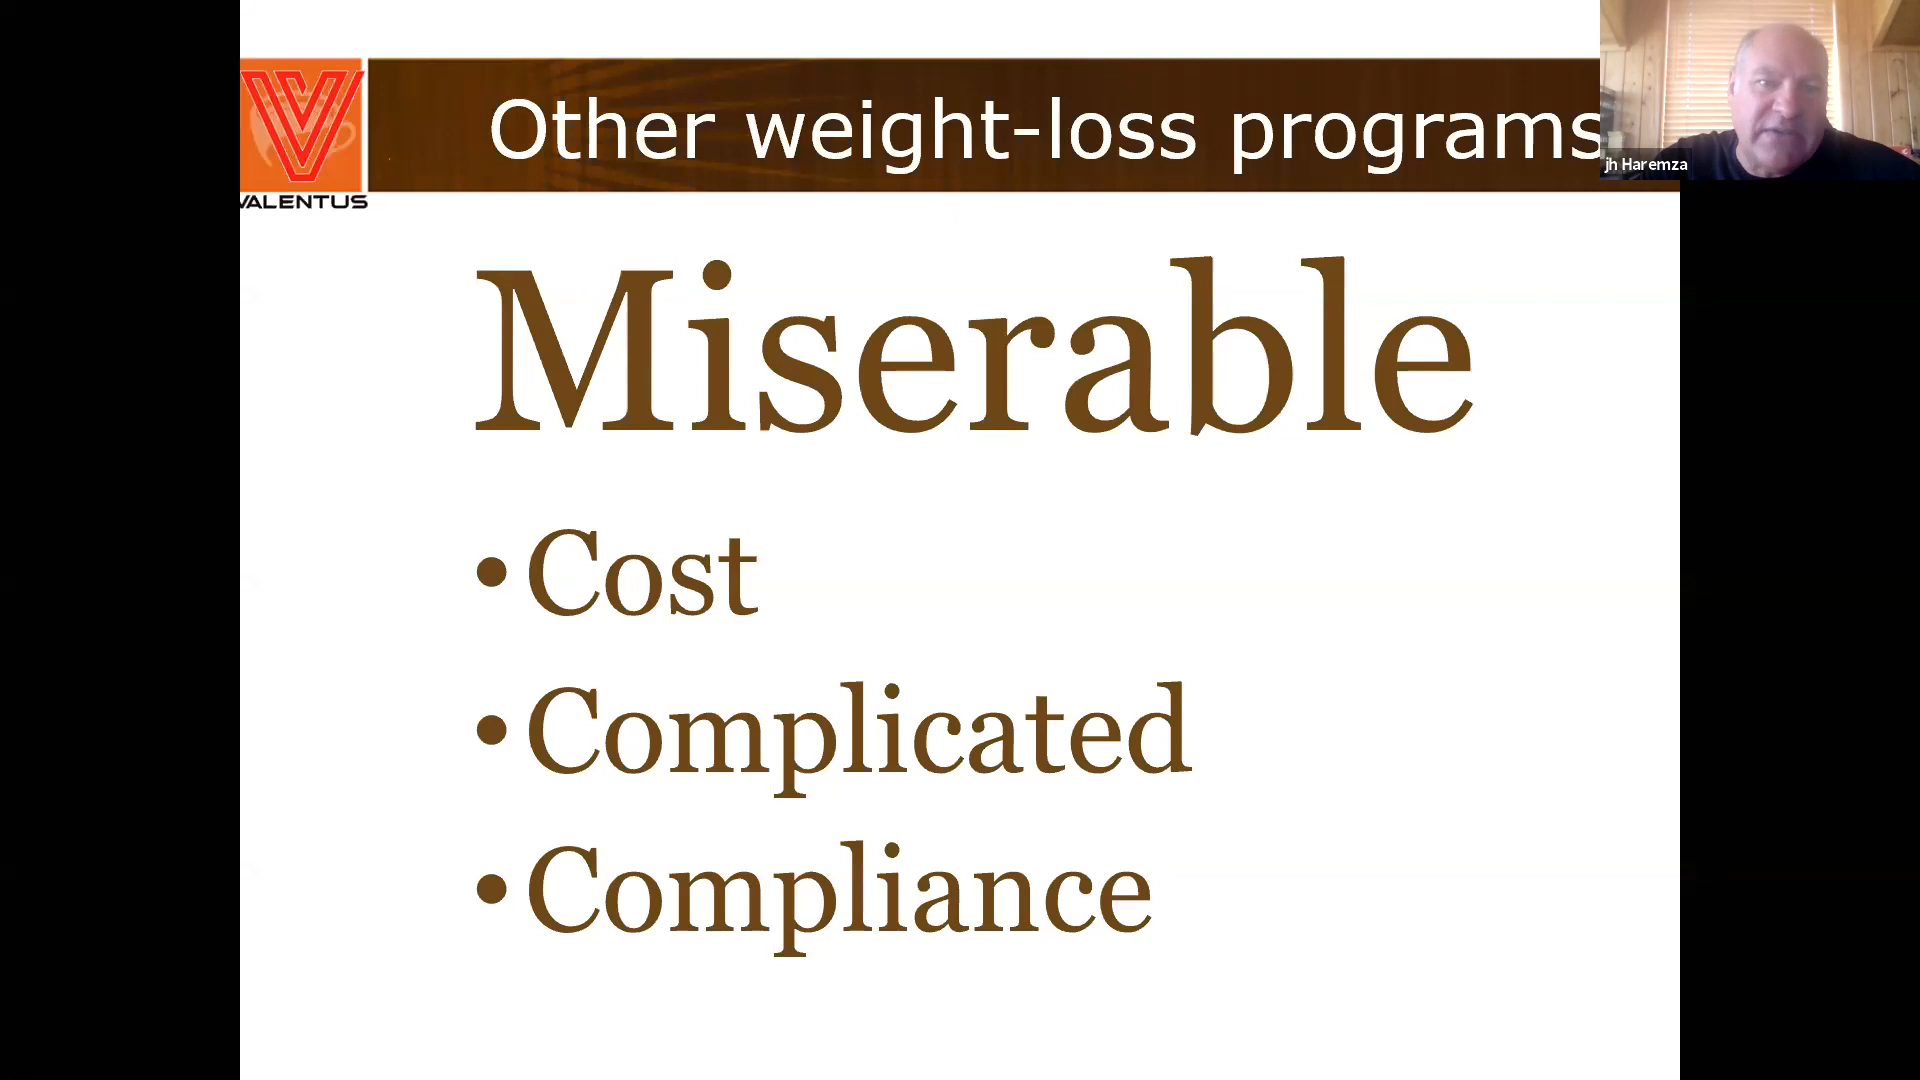 Other weight-loss programs
jh Haremza
VALENTUS
Miserable
• Cost
• Complicated
• Compliance